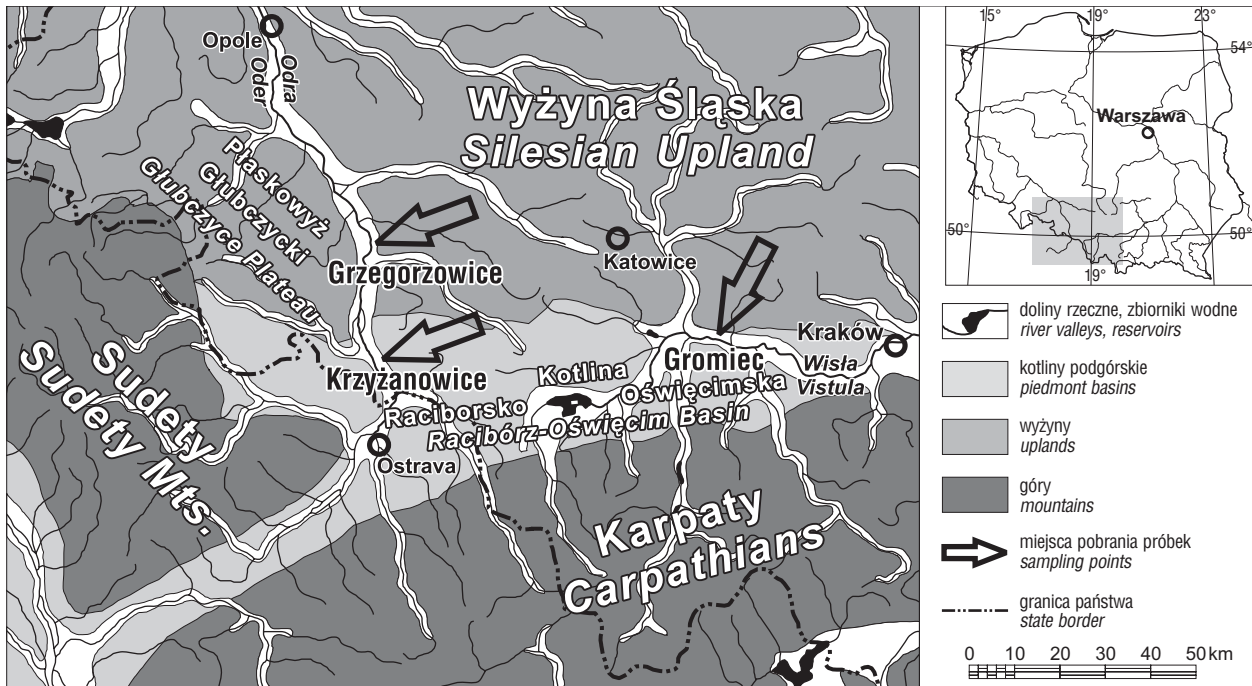 Opole
Odra
Oder
Wyżyna Śląska
Silesian Upland
Płaskowyż
Głubczycki
Głubczyce Plateau
Grzegorzowice
Katowice
Kraków
Gromiec
Wisła
Vistula
Krzyżanowice
Kotlina
Raciborsko - Oświęcimska
Racibórz-Oświęcim Basin
Ostrava
Sudety
Sudety Mts.
Karpaty
Carpathians
15° 19° 23°
54°
Warszawa
50° 50°
19°
doliny rzeczne, zbiorniki wodne
river valleys, reservoirs
kotliny podgórskie
piedmont basins
wyżyny
uplands
góry
mountains
miejsca pobrania próbek
sampling points
granica państwa
state border
0 10 20 30 40 50 km